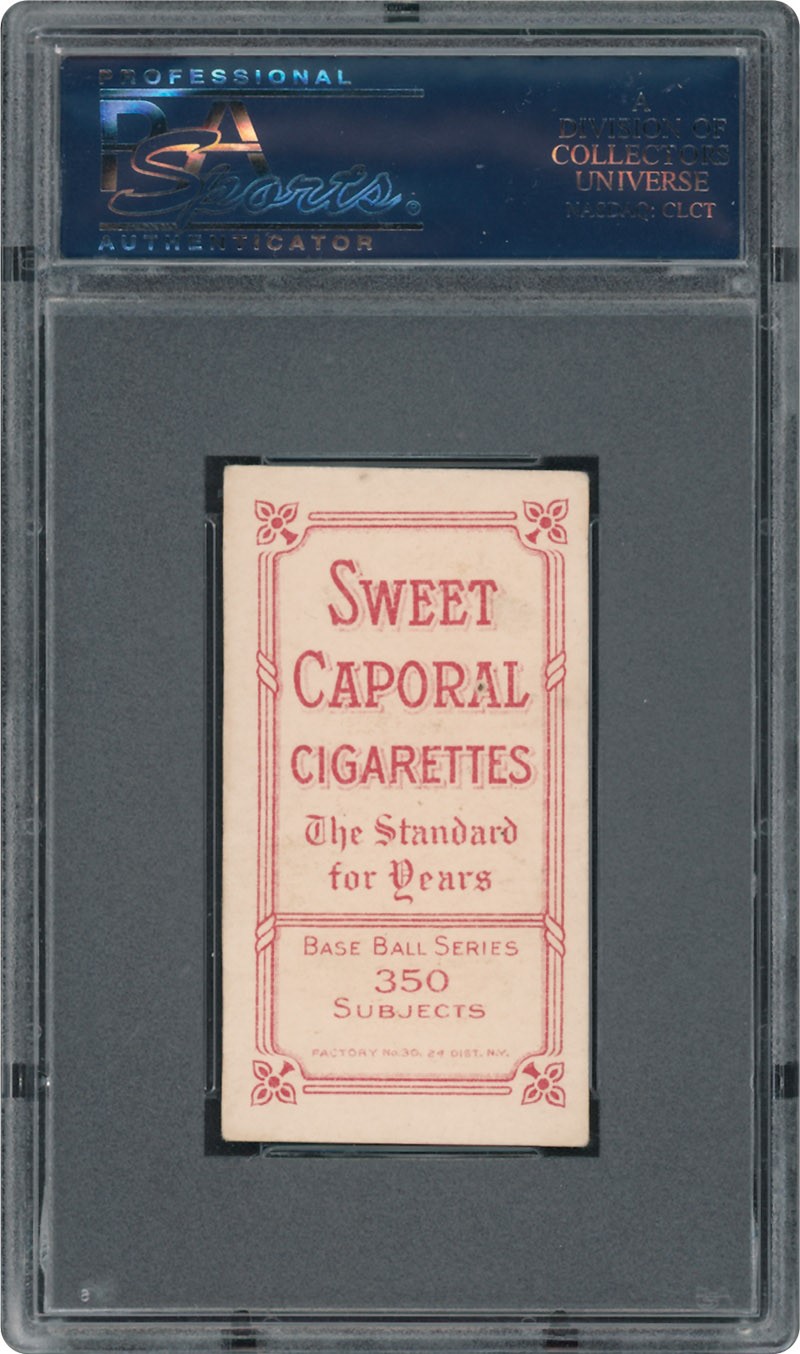 PROFESSIONAL
PSA
Sports
AUTHENTICATOR
A
DIVISION OF
COLLECTORS
UNIVERSE
NASDAQ: CLCT
SWEET
CAPORAL
CIGARETTES
The Standard
for Years
BASE BALL SERIES
350
SUBJECTS
FACTORY No. 30, 2d DIST. N.Y.